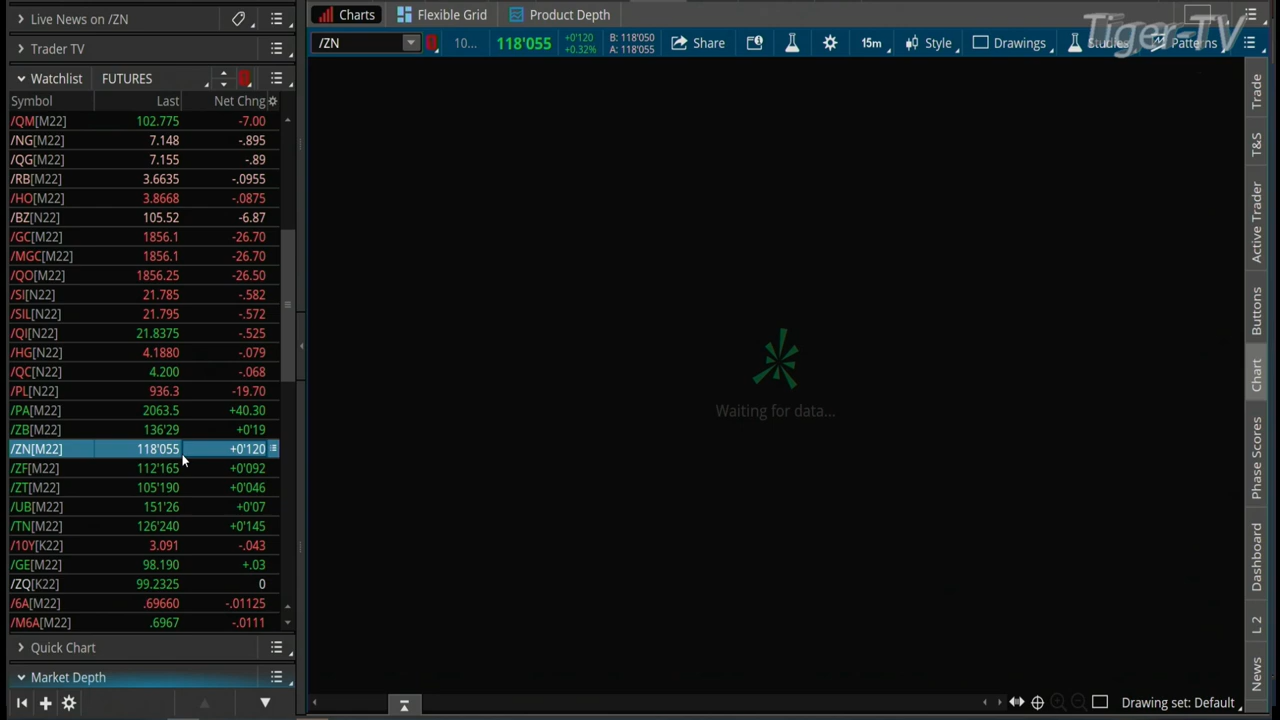 Live News on /ZN
Trader TV
Watchlist FUTURES
Symbol Last Net Chng
/QM[M22] 102.775 -7.00
/NG[M22] 7.148 -.895
/QG[M22] 7.155 -.89
/RB[M22] 3.6635 -.0955
/HO[M22] 3.8668 -.0875
/BZ[N22] 105.52 -6.87
/GC[M22] 1856.1 -26.70
/MGC[M22] 1856.1 -26.70
/QO[M22] 1856.25 -26.50
/SI[N22] 21.785 -.582
/SIL[N22] 21.795 -.572
/QI[N22] 21.8375 -.525
/HG[N22] 4.1880 -.079
/QC[N22] 4.200 -.068
/PL[N22] 936.3 -19.70
/PA[M22] 2063.5 +40.30
/ZB[M22] 136'29 +0'19
/ZN[M22] 118'055 +0'120
/ZF[M22] 112'165 +0'092
/ZT[M22] 105'190 +0'046
/UB[M22] 151'26 +0'07
/TN[M22] 126'240 +0'145
/10Y[K22] 3.091 -.043
/GE[M22] 98.190 +.03
/ZQ[K22] 99.2325 0
/6A[M22] .69660 -.01125
/M6A[M22] .6967 -.0111
Quick Chart
Market Depth
Charts Flexible Grid Product Depth
Tiger-TV
/ZN 10... 118'055 +0'120 +0.32% B: 118'050 A: 118'055 Share 15m Style Drawings Studies Patterns
Waiting for data...
Drawing set: Default
Trade
T&S
Active Trader
Buttons
Chart
Phase Scores
Dashboard
L 2
News